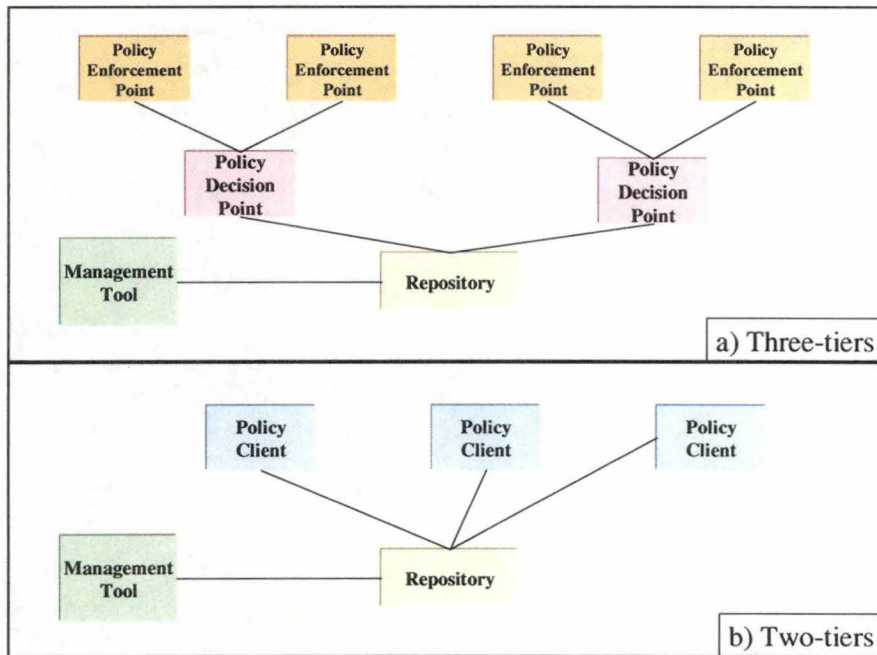 Policy
Enforcement
Point
Policy
Enforcement
Point
Policy
Enforcement
Point
Policy
Enforcement
Point
Policy
Decision
Point
Policy
Decision
Point
Management
Tool
Repository
a) Three-tiers
Policy
Client
Policy
Client
Policy
Client
Management
Tool
Repository
b) Two-tiers